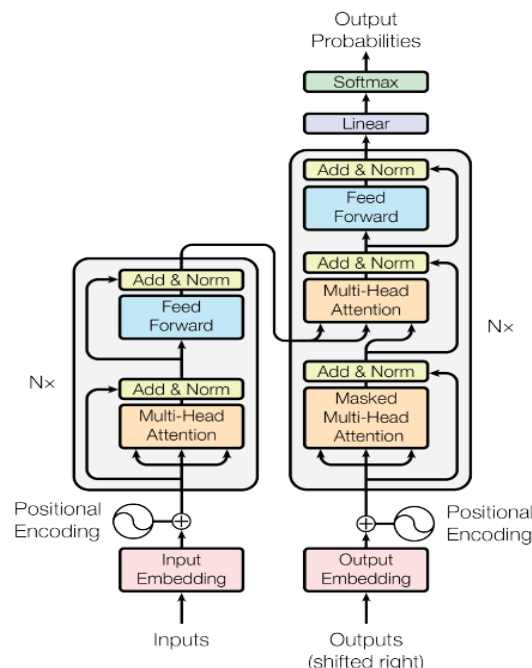 Output
Probabilities
Softmax
Linear
Add & Norm
Feed
Forward
Add & Norm
Multi-Head
Attention
Add & Norm
Masked
Multi-Head
Attention
N×
Add & Norm
Feed
Forward
Add & Norm
Multi-Head
Attention
N×
Positional
Encoding
Input
Embedding
Inputs
Positional
Encoding
Output
Embedding
Outputs
(shifted right)